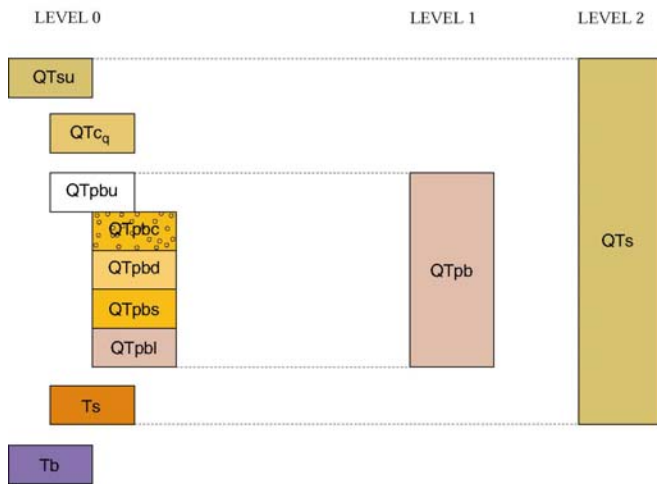 LEVEL 0 LEVEL 1 LEVEL 2
QTsu
QTcq
QTpbu
QTpbc
QTpbd
QTpbs
QTpbl
Ts
Tb
QTpb
QTs